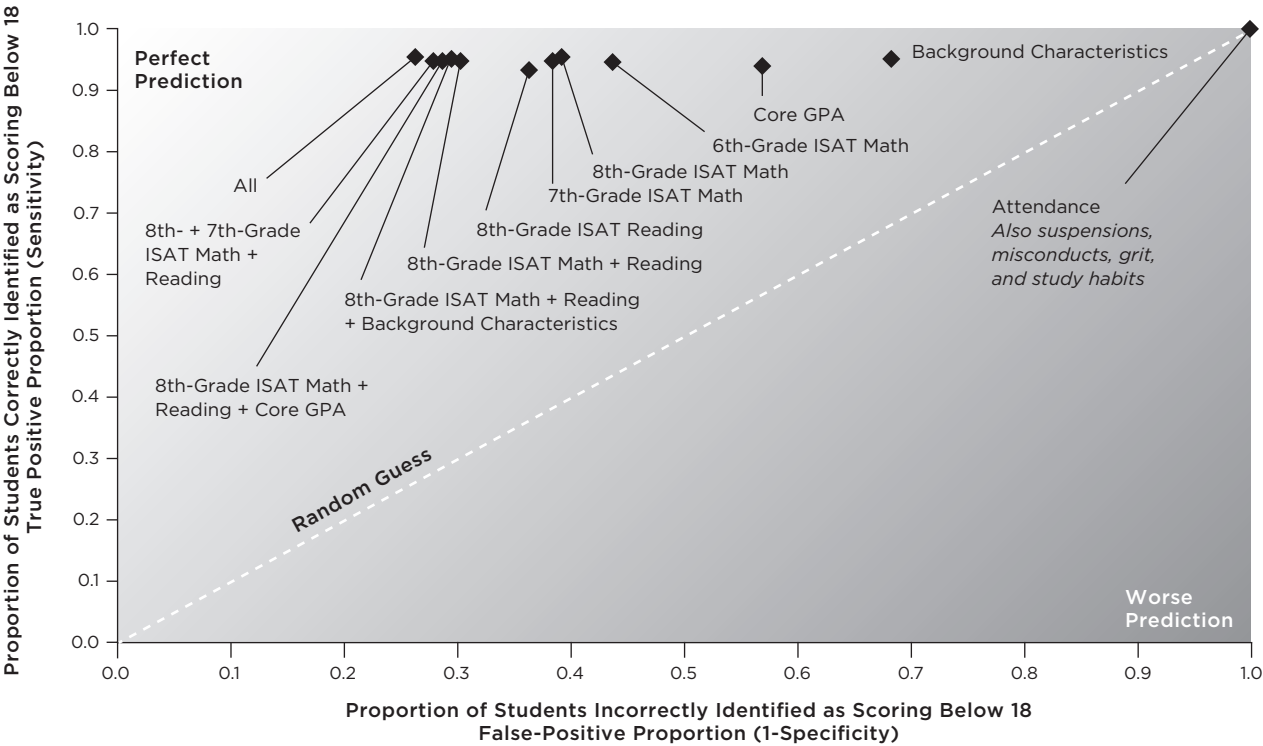 Proportion of Students Correctly Identified as Scoring Below 18
True Positive Proportion (Sensitivity)
1.0
0.9
0.8
0.7
0.6
0.5
0.4
0.3
0.2
0.1
0.0
Perfect
Prediction
Background Characteristics
Core GPA
6th-Grade ISAT Math
8th-Grade ISAT Math
All
7th-Grade ISAT Math
Attendance
Also suspensions,
misconducts, grit,
and study habits
8th- + 7th-Grade
ISAT Math +
Reading
8th-Grade ISAT Reading
8th-Grade ISAT Math + Reading
8th-Grade ISAT Math + Reading
+ Background Characteristics
8th-Grade ISAT Math +
Reading + Core GPA
Random Guess
Worse
Prediction
0.0 0.1 0.2 0.3 0.4 0.5 0.6 0.7 0.8 0.9 1.0
Proportion of Students Incorrectly Identified as Scoring Below 18
False-Positive Proportion (1-Specificity)